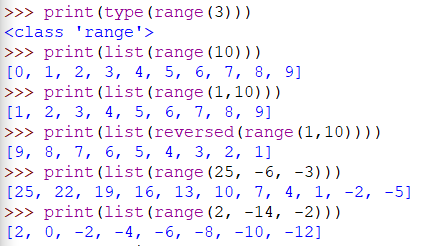 >>> print(type(range(3)))
<class 'range'>
>>> print(list(range(10)))
[0, 1, 2, 3, 4, 5, 6, 7, 8, 9]
>>> print(list(range(1,10)))
[1, 2, 3, 4, 5, 6, 7, 8, 9]
>>> print(list(reversed(range(1,10))))
[9, 8, 7, 6, 5, 4, 3, 2, 1]
>>> print(list(range(25, -6, -3)))
[25, 22, 19, 16, 13, 10, 7, 4, 1, -2, -5]
>>> print(list(range(2, -14, -2)))
[2, 0, -2, -4, -6, -8, -10, -12]